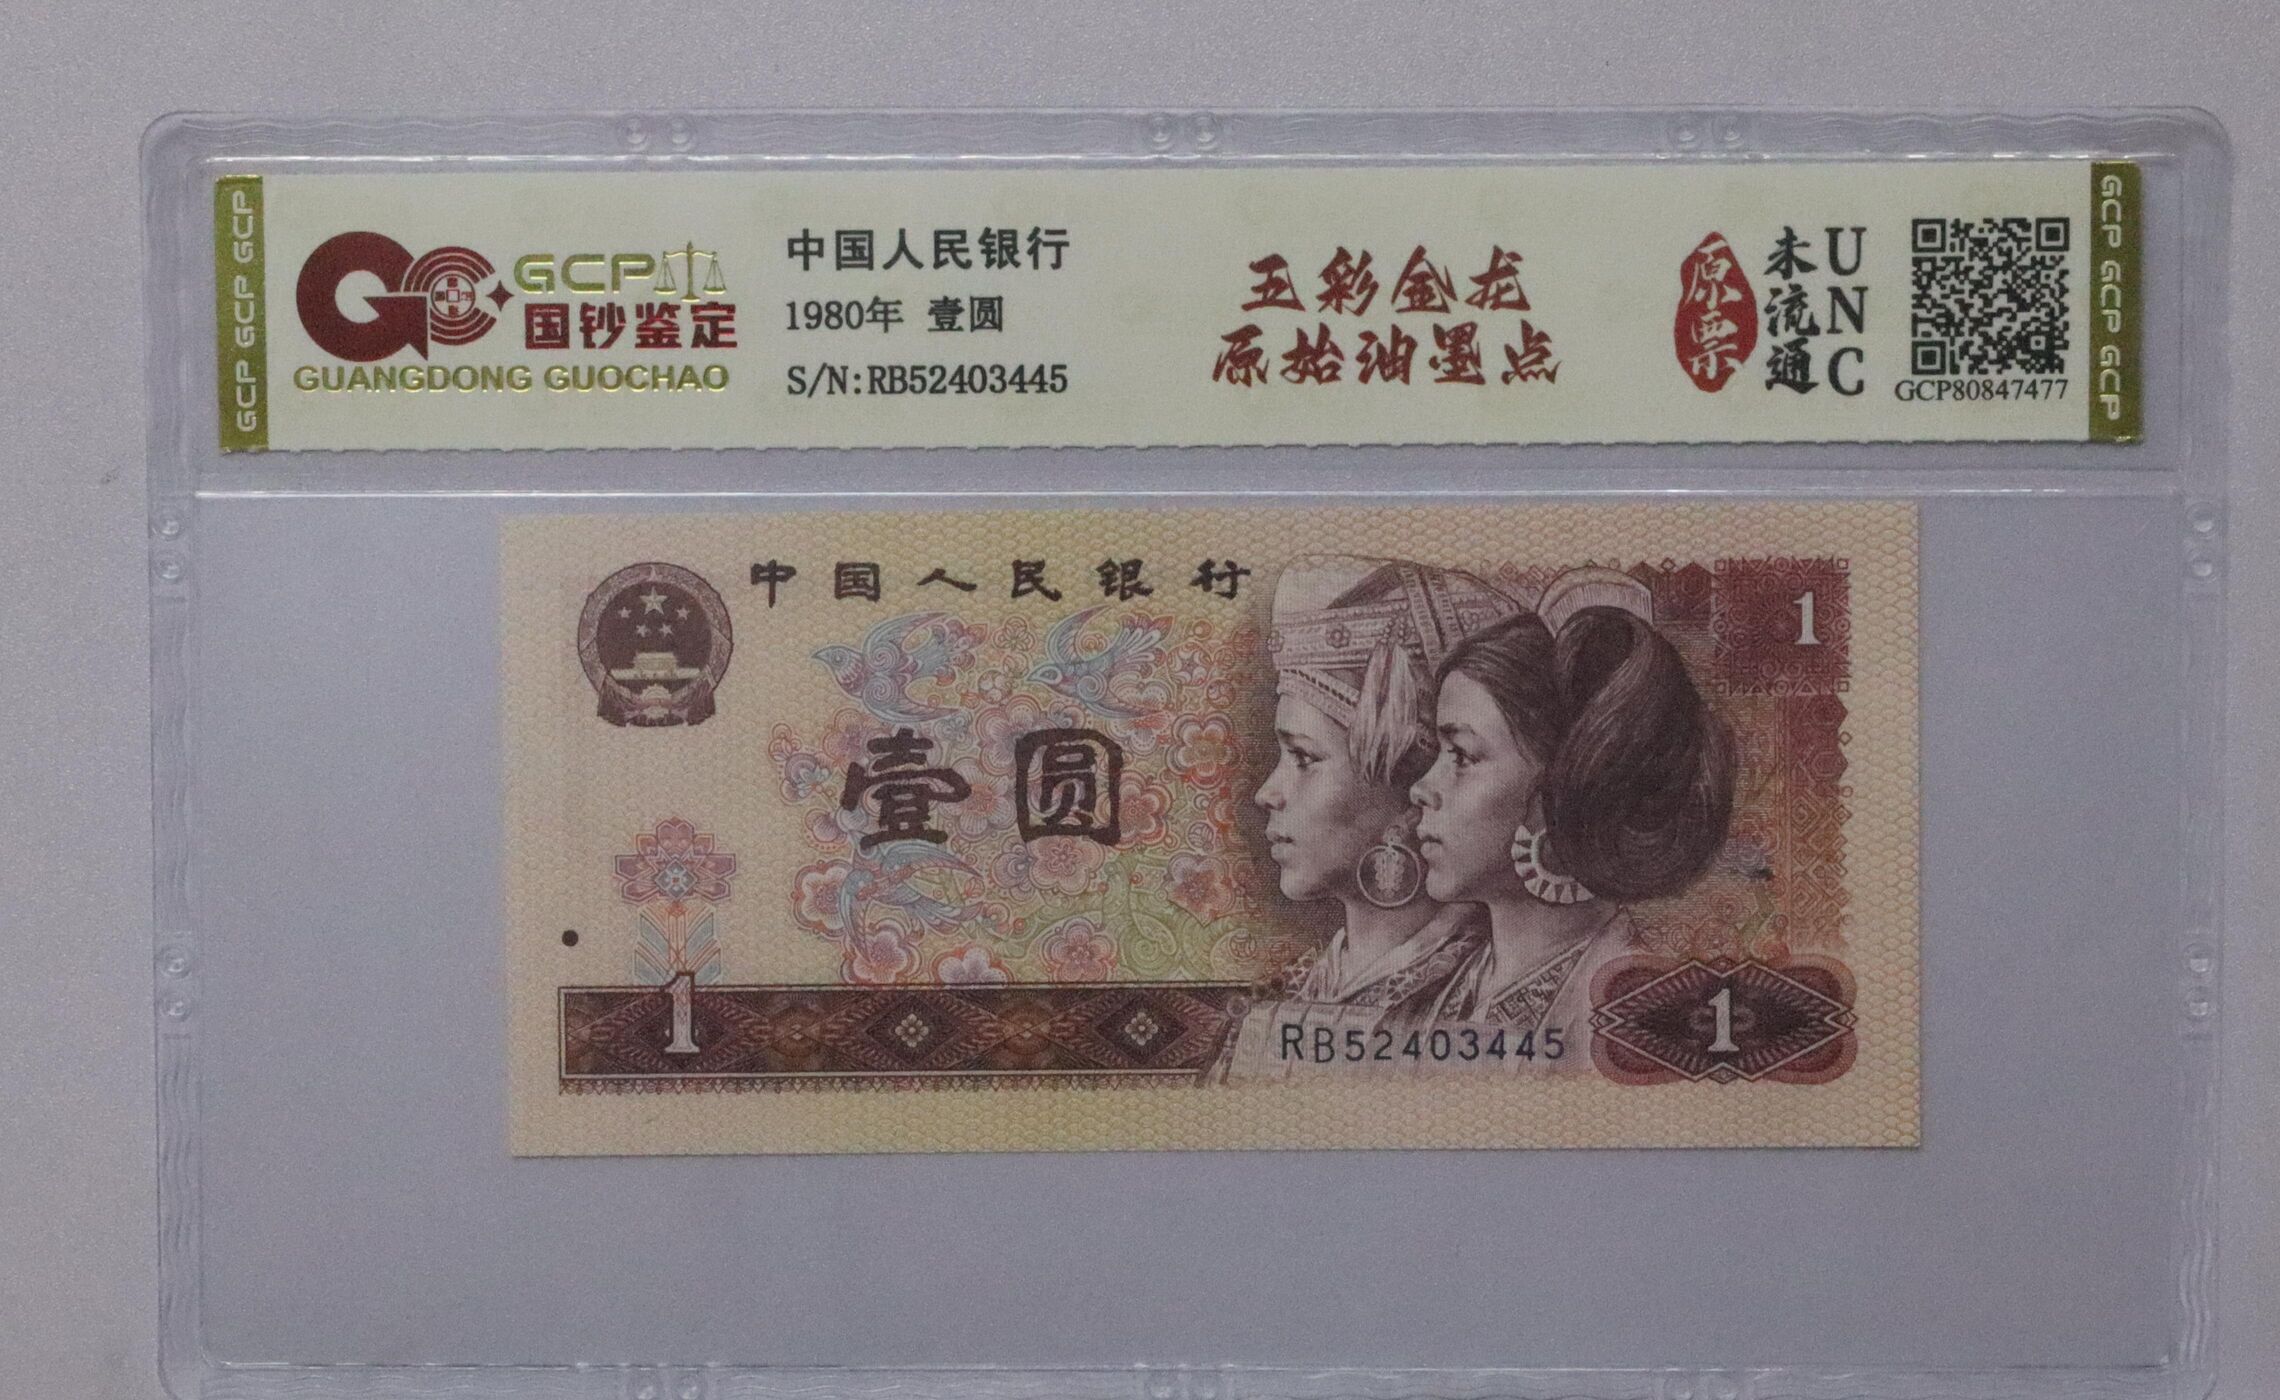 GCP GCP GCP
GCP
国钞鉴定
GUANGDONG GUOCHAO
中国人民银行
1980年 壹圆
S/N:RB52403445
五彩金龙
原始油墨点
原票
未流通
UNC
GCP80847477
GCP GCP GCP
中国人民银行
1
壹圆
1
RB52403445
1